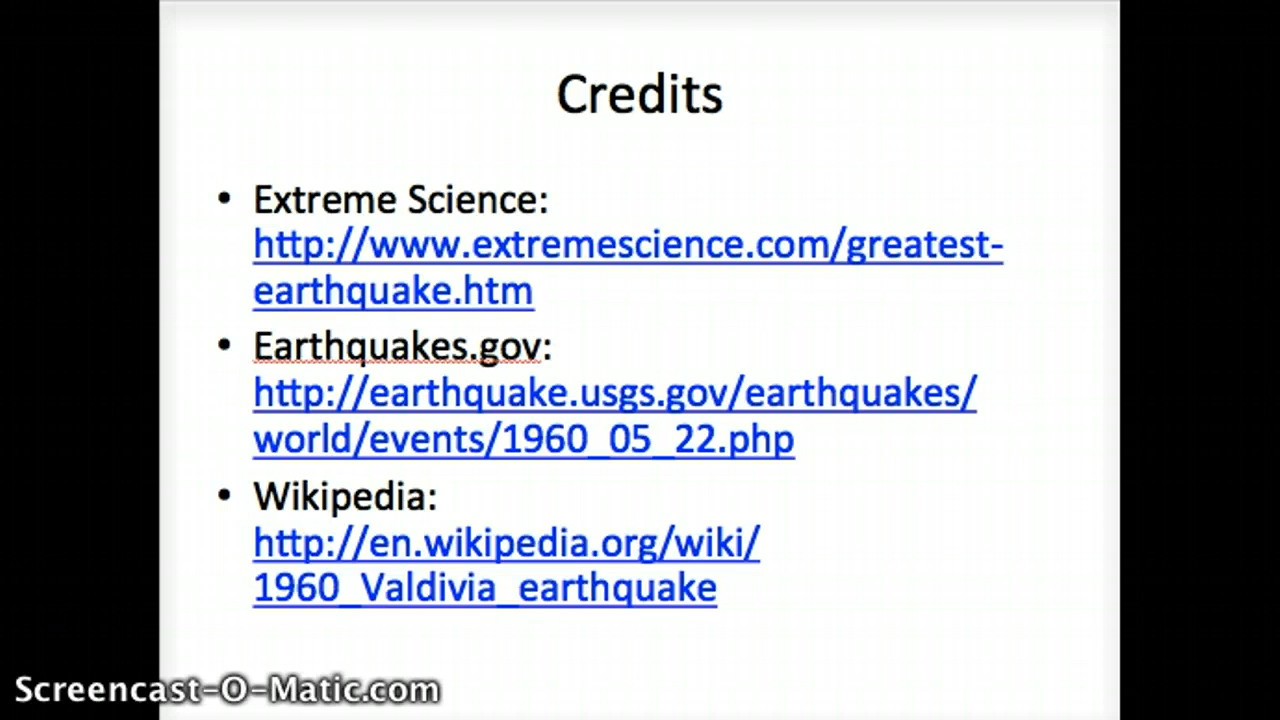 Credits
• Extreme Science:
http://www.extremescience.com/greatest-
earthquake.htm
• Earthquakes.gov:
http://earthquake.usgs.gov/earthquakes/
world/events/1960_05_22.php
• Wikipedia:
http://en.wikipedia.org/wiki/
1960_Valdivia_earthquake
Screencast-O-Matic.com